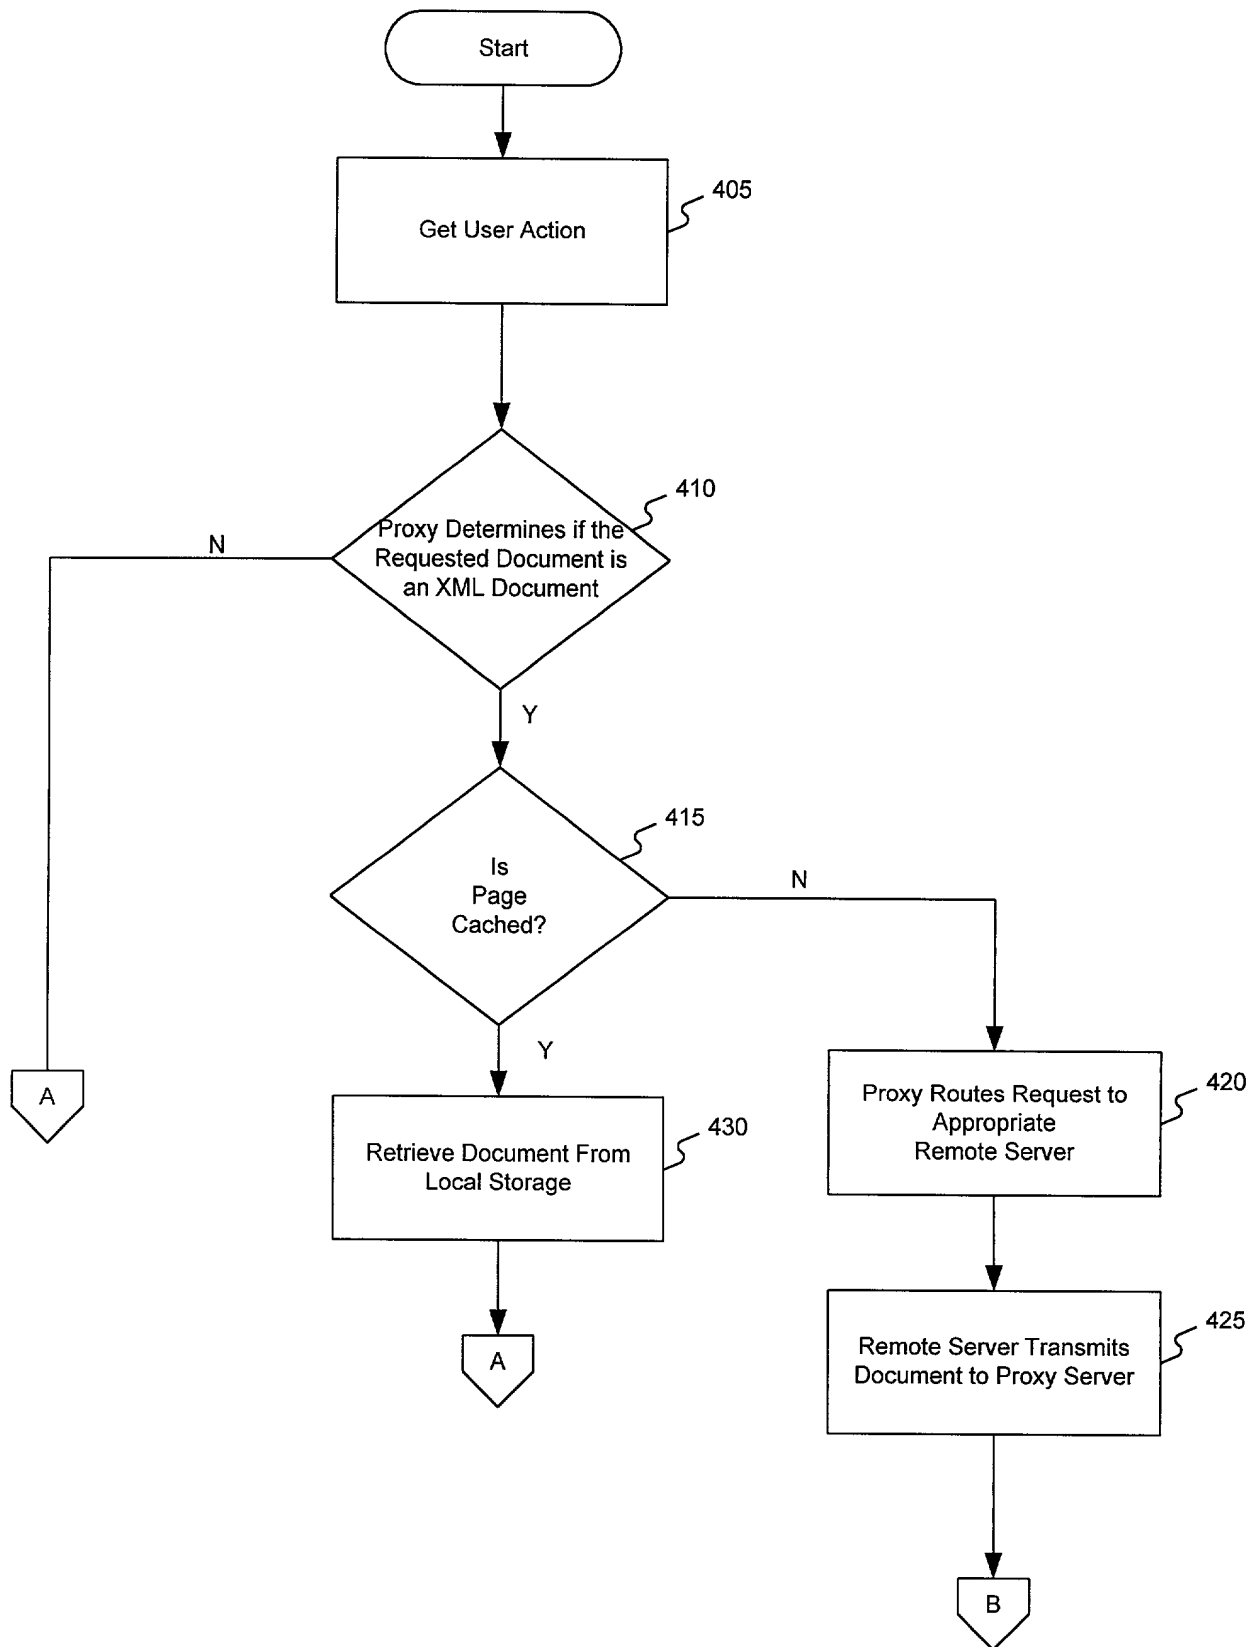 Start
405
Get User Action
410
Proxy Determines if the
Requested Document is
an XML Document
N
Y
415
Is
Page
Cached?
N
Y
A
420
Proxy Routes Request to
Appropriate
Remote Server
430
Retrieve Document From
Local Storage
425
Remote Server Transmits
Document to Proxy Server
A
B